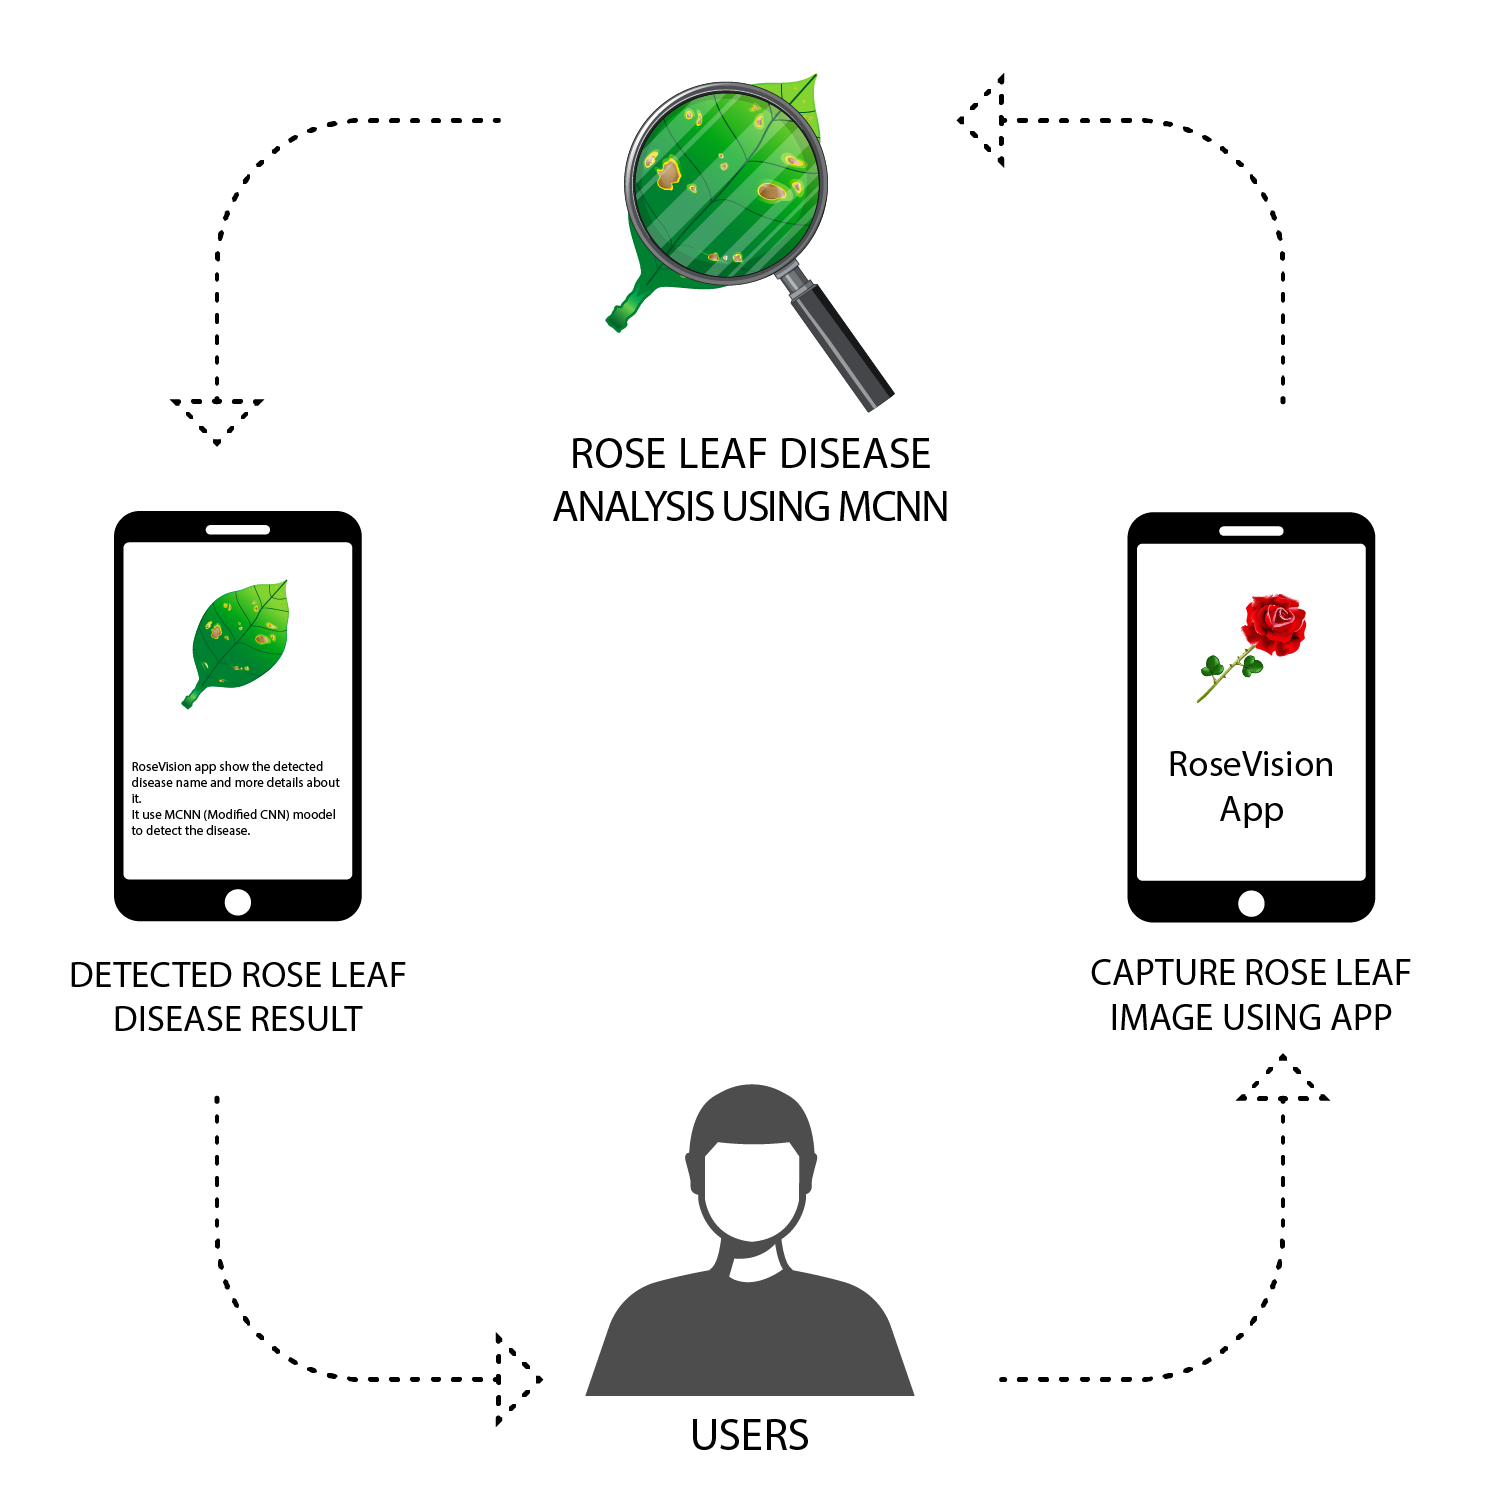 ROSE LEAF DISEASE
ANALYSIS USING MCNN
RoseVision app show the detected
disease name and more details about
it.
It use MCNN (Modified CNN) moodel
to detect the disease.
DETECTED ROSE LEAF
DISEASE RESULT
RoseVision
App
CAPTURE ROSE LEAF
IMAGE USING APP
USERS